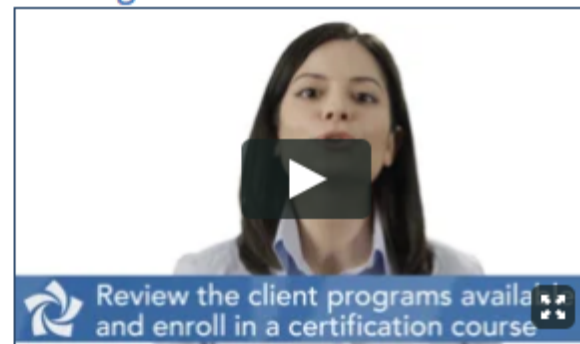 Review the client programs
and enroll in a certification course